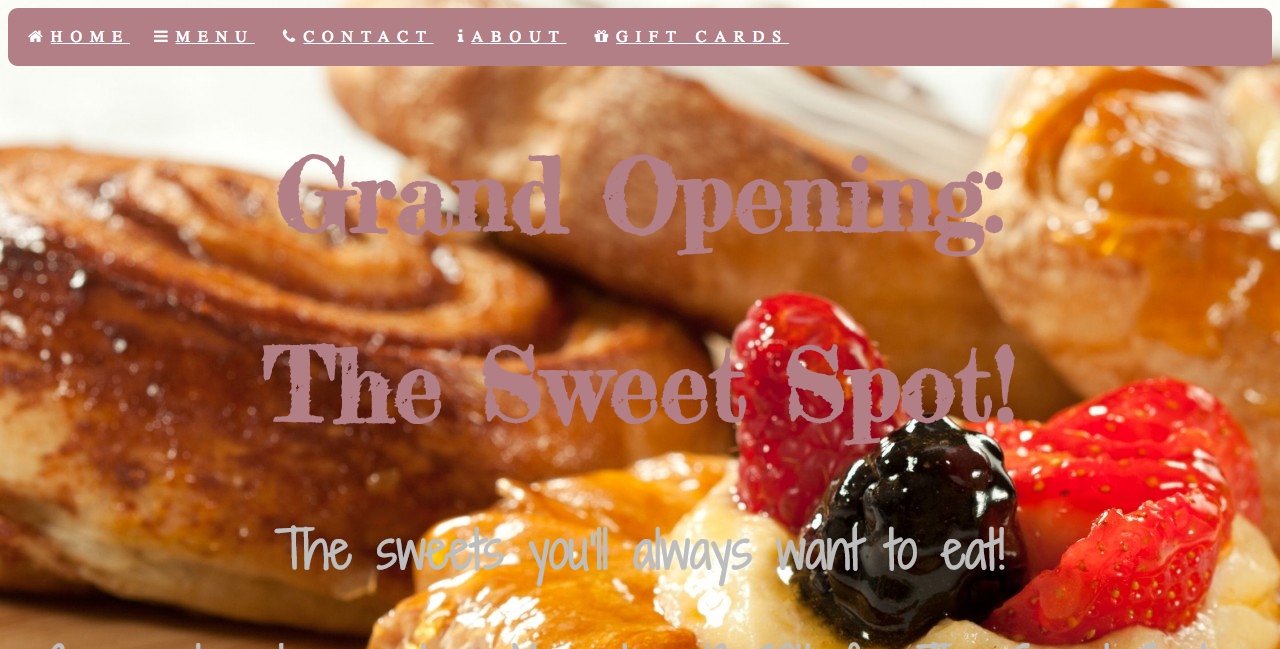 HOME MENU CONTACT ABOUT GIFT CARDS
Grand Opening:
The Sweet Spot!
The sweets you'll always want to eat!